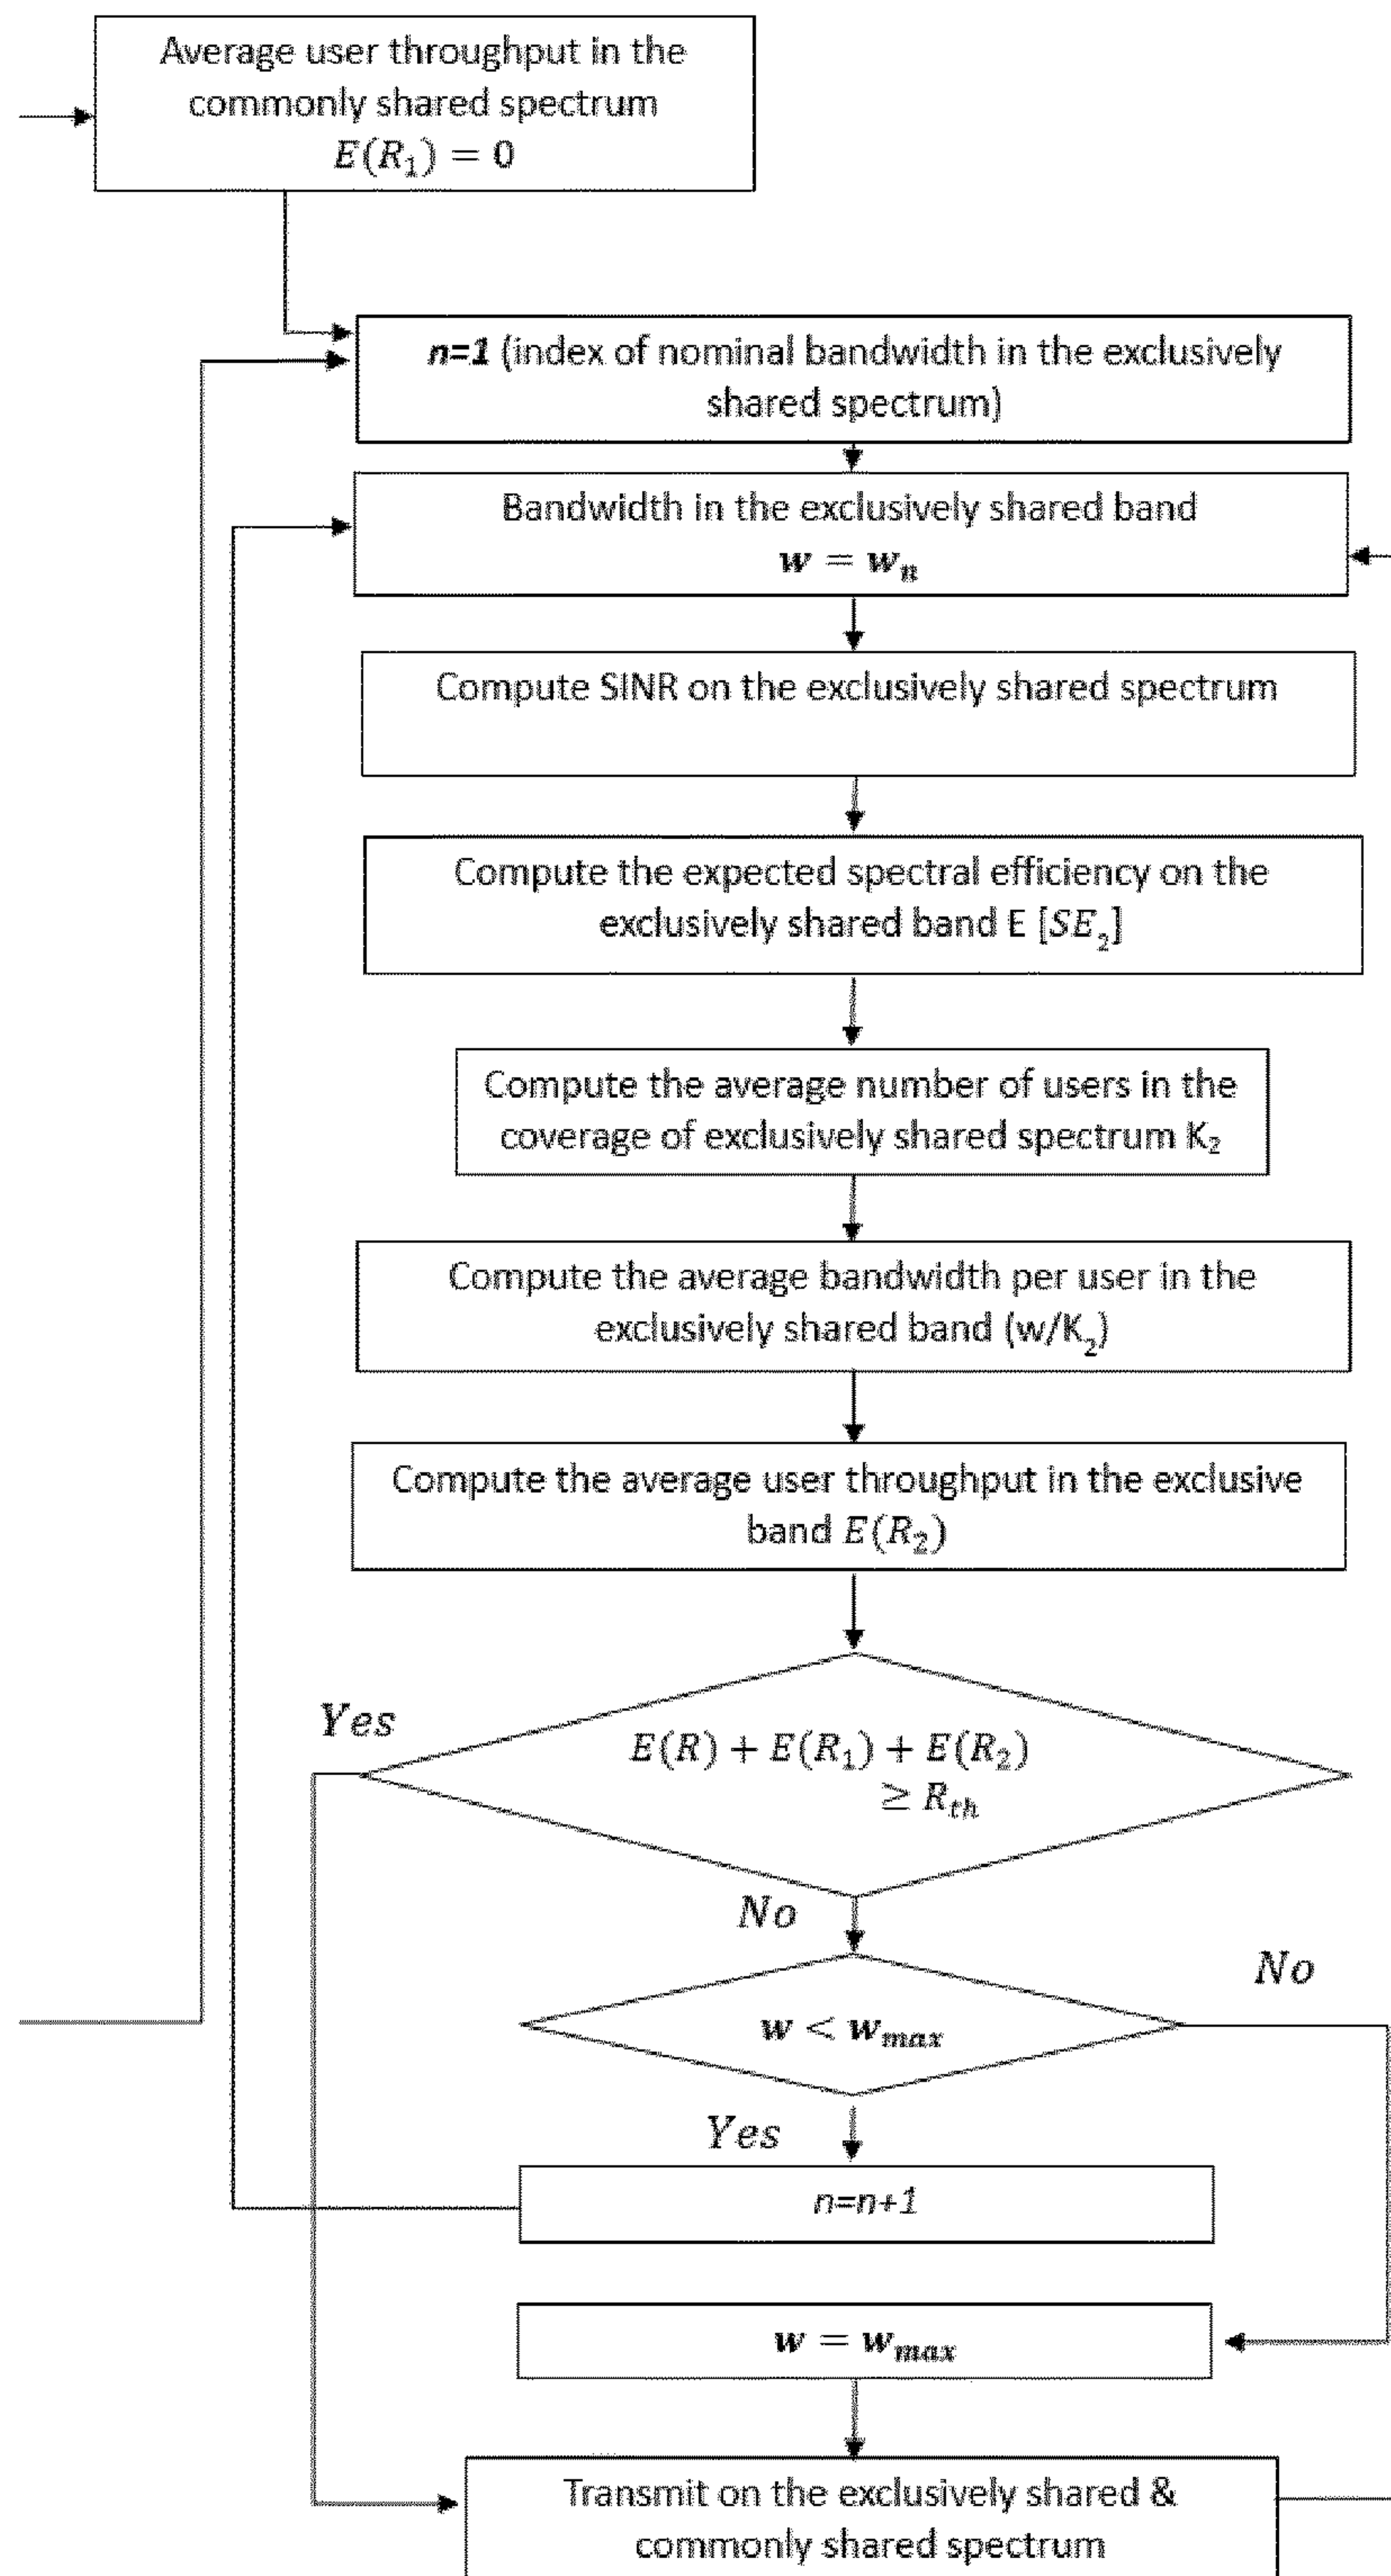 Average user throughput in the
commonly shared spectrum
E(R₁) = 0
n=1 (index of nominal bandwidth in the exclusively
shared spectrum)
Bandwidth in the exclusively shared band
w = wₙ
Compute SINR on the exclusively shared spectrum
Compute the expected spectral efficiency on the
exclusively shared band E [SE₂]
Compute the average number of users in the
coverage of exclusively shared spectrum K₂
Compute the average bandwidth per user in the
exclusively shared band (w/K₂)
Compute the average user throughput in the exclusive
band E(R₂)
Yes
E(R) + E(R₁) + E(R₂)
≥ R_th
No
No
w < w_max
Yes
n=n+1
w = w_max
Transmit on the exclusively shared &
commonly shared spectrum